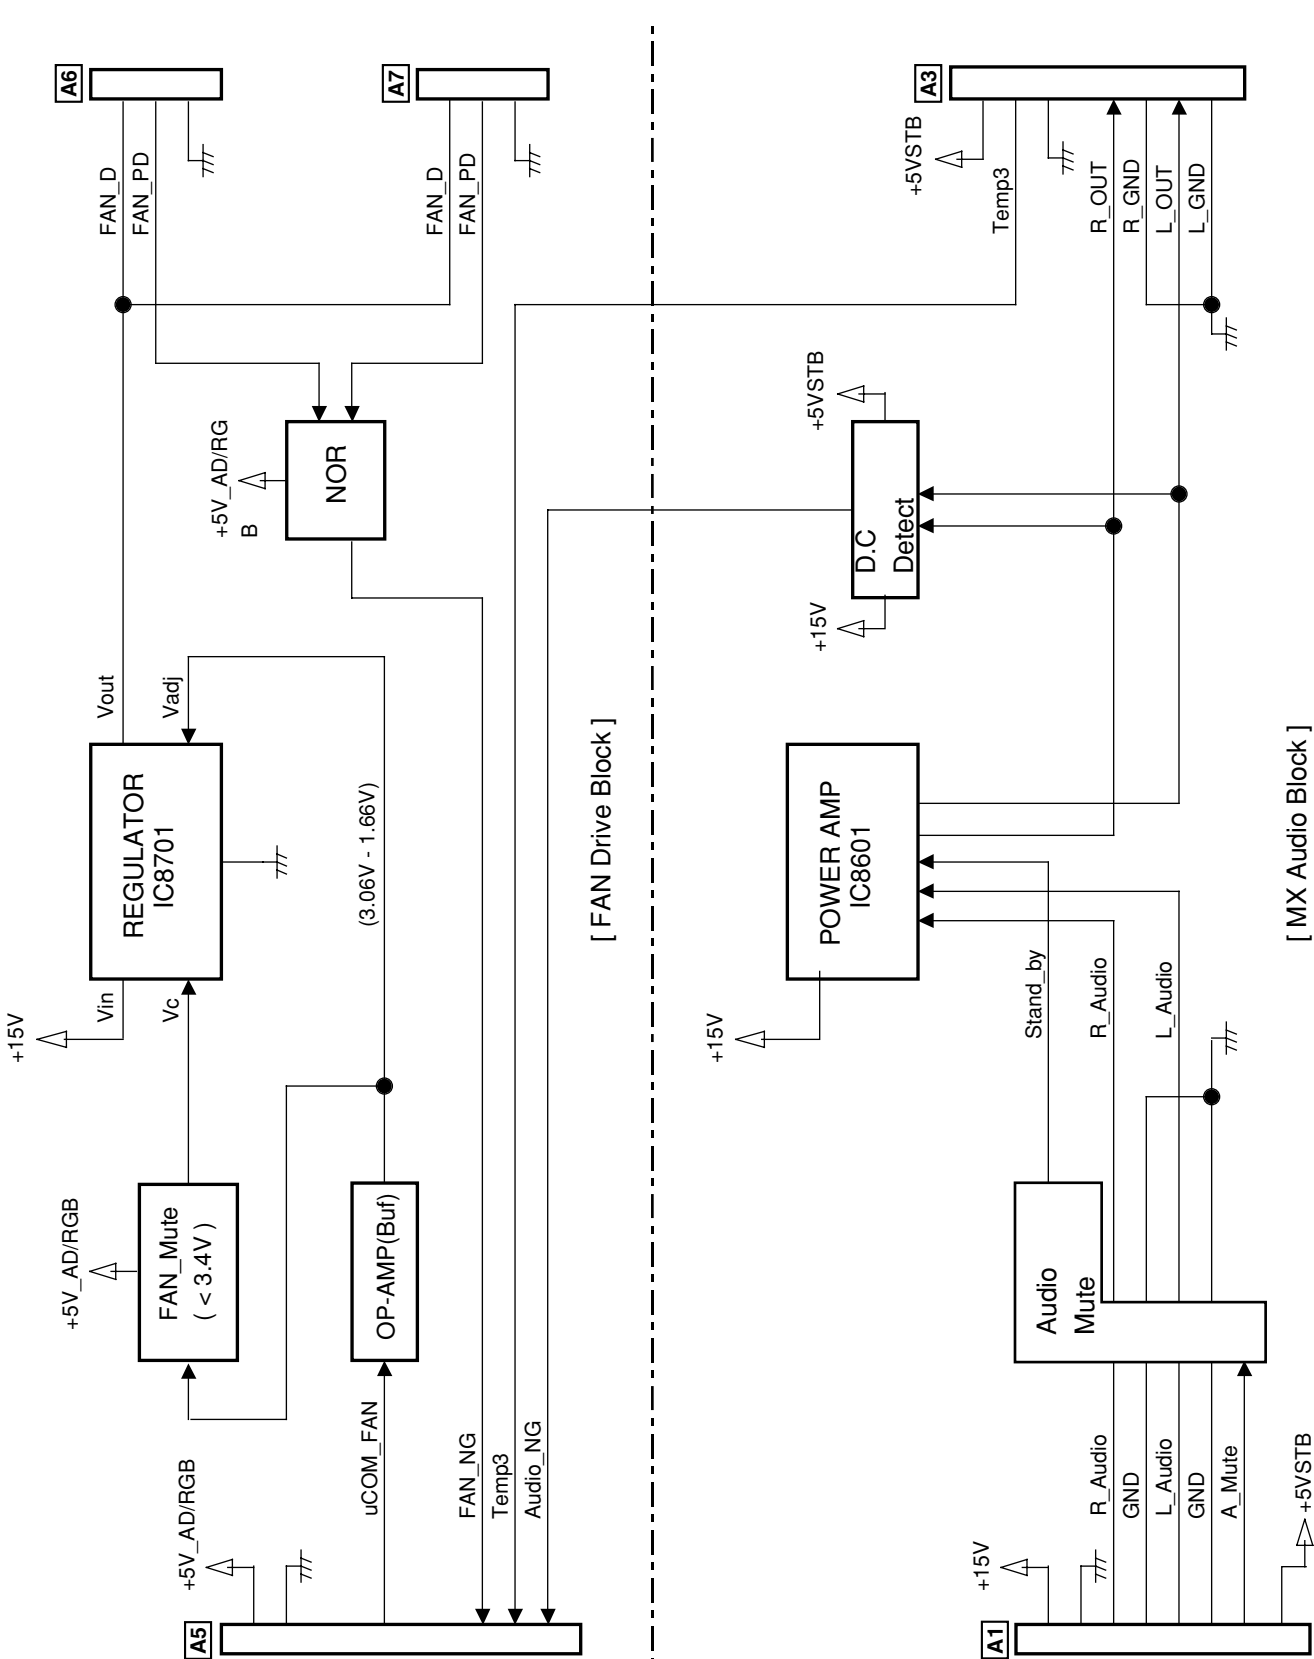 A6
FAN_D
FAN_PD
A7
FAN_D
FAN_PD
+5V_AD/RG
B
NOR
Vout
Vadj
REGULATOR
IC8701
Vin
Vc
+15V
(3.06V - 1.66V)
+5V_AD/RGB
FAN_Mute
( < 3.4V )
OP-AMP(Buf)
uCOM_FAN
+5V_AD/RGB
FAN_NG
Temp3
Audio_NG
A5
[ FAN Drive Block ]
A3
+5VSTB
Temp3
R_OUT
R_GND
L_OUT
L_GND
+5VSTB
D.C
Detect
+15V
POWER AMP
IC8601
+15V
Stand_by
R_Audio
L_Audio
Audio
Mute
R_Audio
GND
L_Audio
GND
A_Mute
+15V
+5VSTB
A1
[ MX Audio Block ]